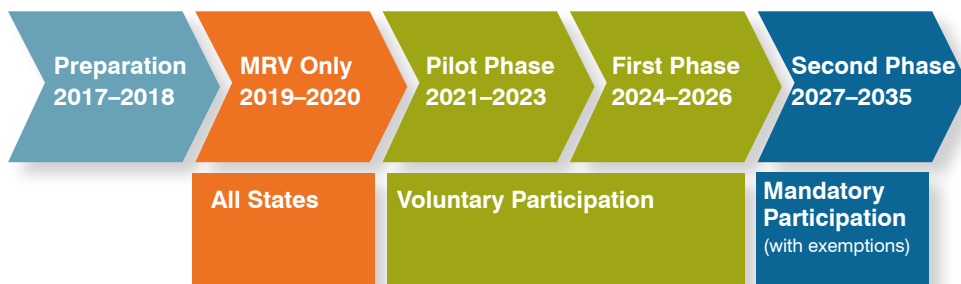 Preparation
2017–2018
MRV Only
2019–2020
Pilot Phase
2021–2023
First Phase
2024–2026
Second Phase
2027–2035
All States
Voluntary Participation
Mandatory
Participation
(with exemptions)